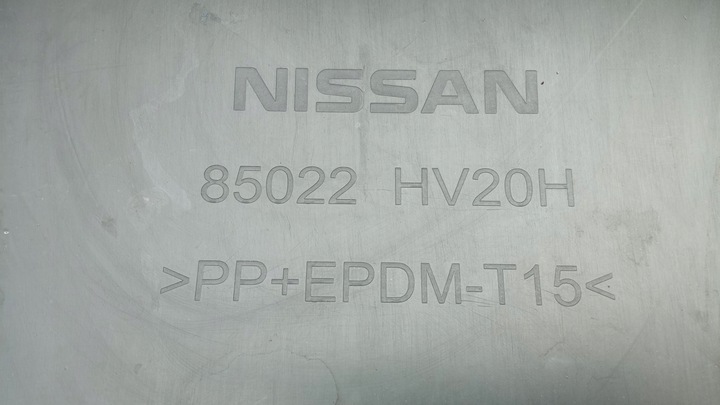 NISSAN
85022 HV20H
>PP+EPDM-T15<